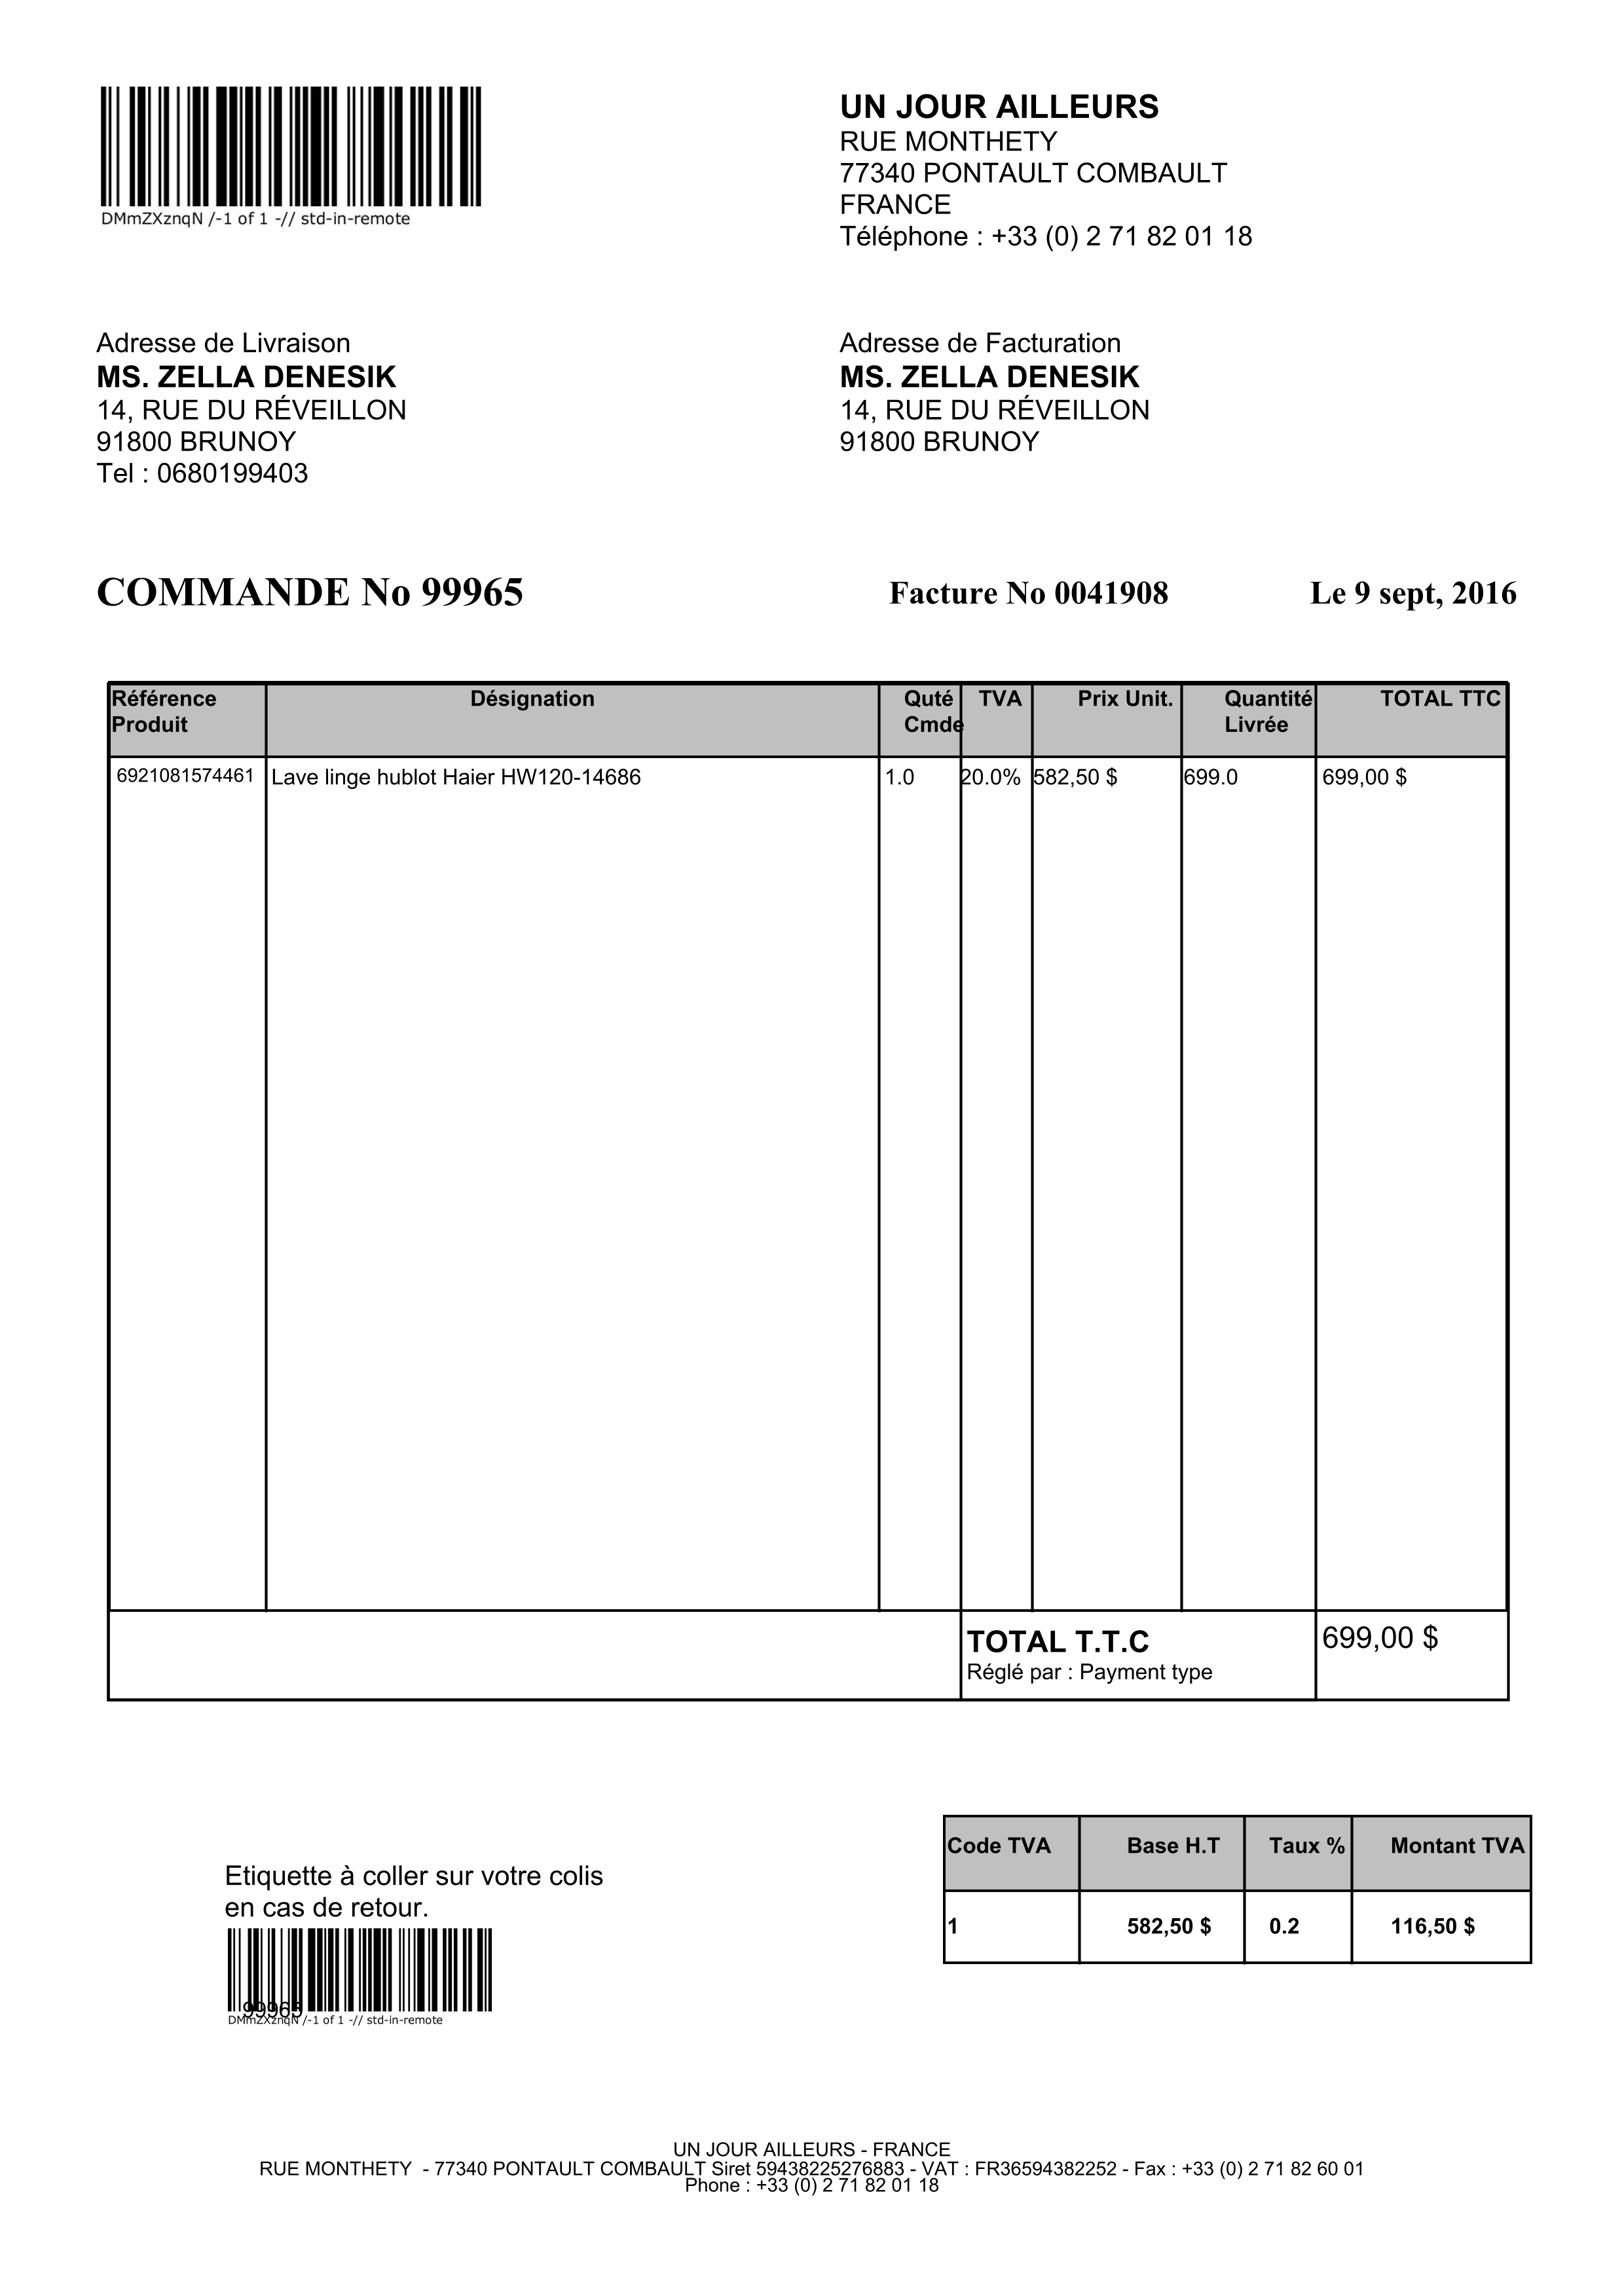 DMmZXznqN /-1 of 1 -// std-in-remote
UN JOUR AILLEURS
RUE MONTHETY
77340 PONTAULT COMBAULT
FRANCE
Téléphone : +33 (0) 2 71 82 01 18
Adresse de Livraison
MS. ZELLA DENESIK
14, RUE DU RÉVEILLON
91800 BRUNOY
Tel : 0680199403
Adresse de Facturation
MS. ZELLA DENESIK
14, RUE DU RÉVEILLON
91800 BRUNOY
COMMANDE No 99965 Facture No 0041908 Le 9 sept, 2016
Référence Désignation Quté TVA Prix Unit. Quantité TOTAL TTC
Produit Cmde Livrée
6921081574461 Lave linge hublot Haier HW120-14686 1.0 20.0% 582,50 $ 699.0 699,00 $
TOTAL T.T.C 699,00 $
Réglé par : Payment type
Code TVA Base H.T Taux % Montant TVA
1 582,50 $ 0.2 116,50 $
Etiquette à coller sur votre colis
en cas de retour.
99965
DMmZXznqN /-1 of 1 -// std-in-remote
UN JOUR AILLEURS - FRANCE
RUE MONTHETY - 77340 PONTAULT COMBAULT Siret 59438225276883 - VAT : FR36594382252 - Fax : +33 (0) 2 71 82 60 01
Phone : +33 (0) 2 71 82 01 18